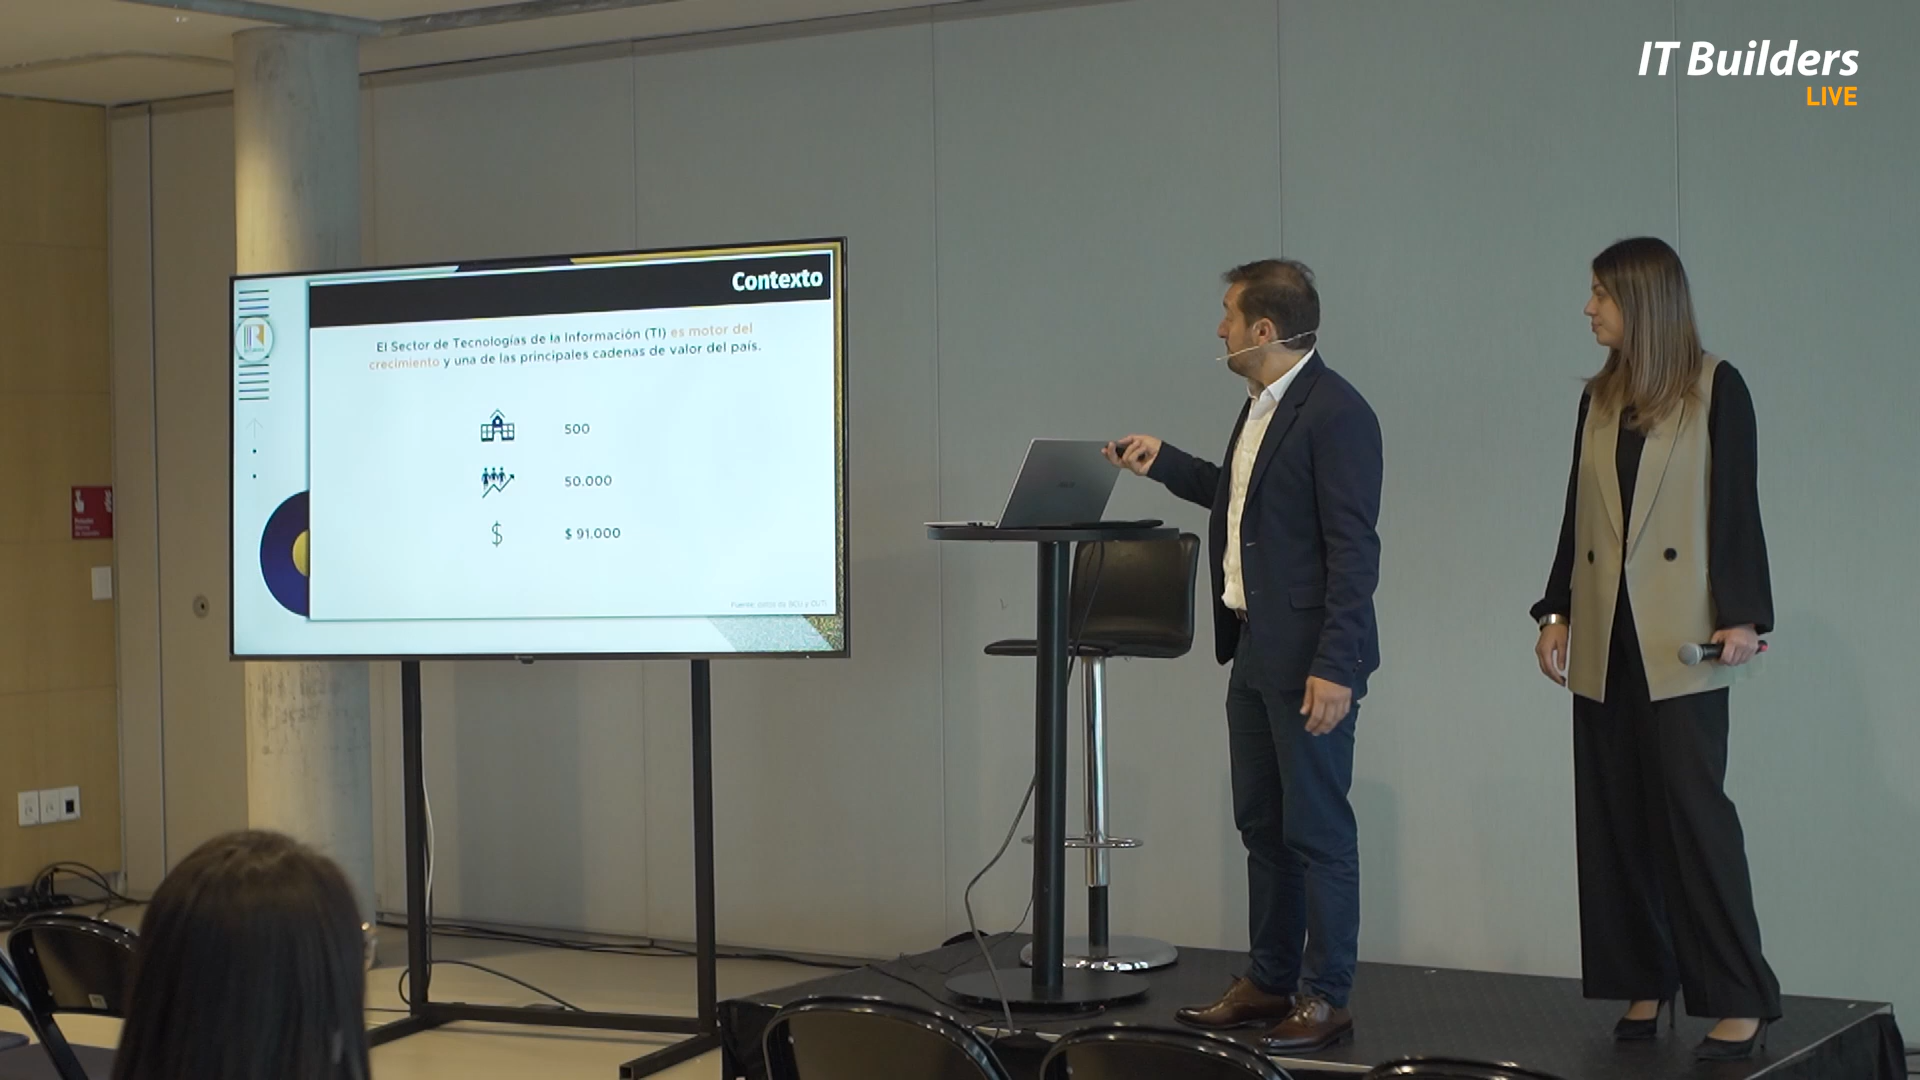 IT Builders
LIVE
Contexto
El Sector de Tecnologías de la Información (TI) es motor del
crecimiento y una de las principales cadenas de valor del país.
500
50.000
$ 91.000